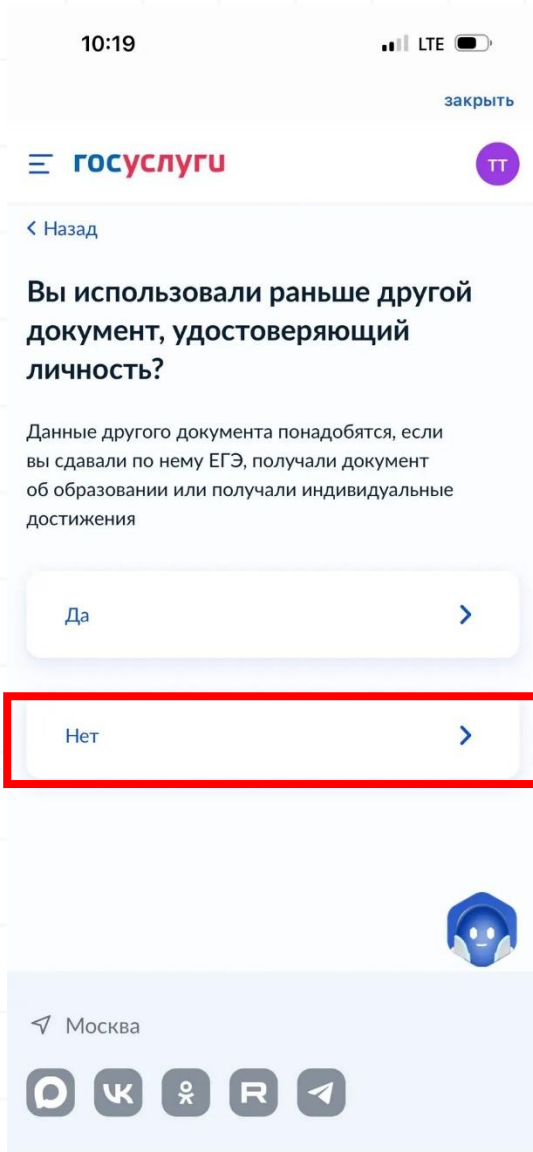 10:19
LTE
закрыть
госуслуги
ТТ
Назад
Вы использовали раньше другой
документ, удостоверяющий
личность?
Данные другого документа понадобятся, если
вы сдавали по нему ЕГЭ, получали документ
об образовании или получали индивидуальные
достижения
Да
Нет
Москва